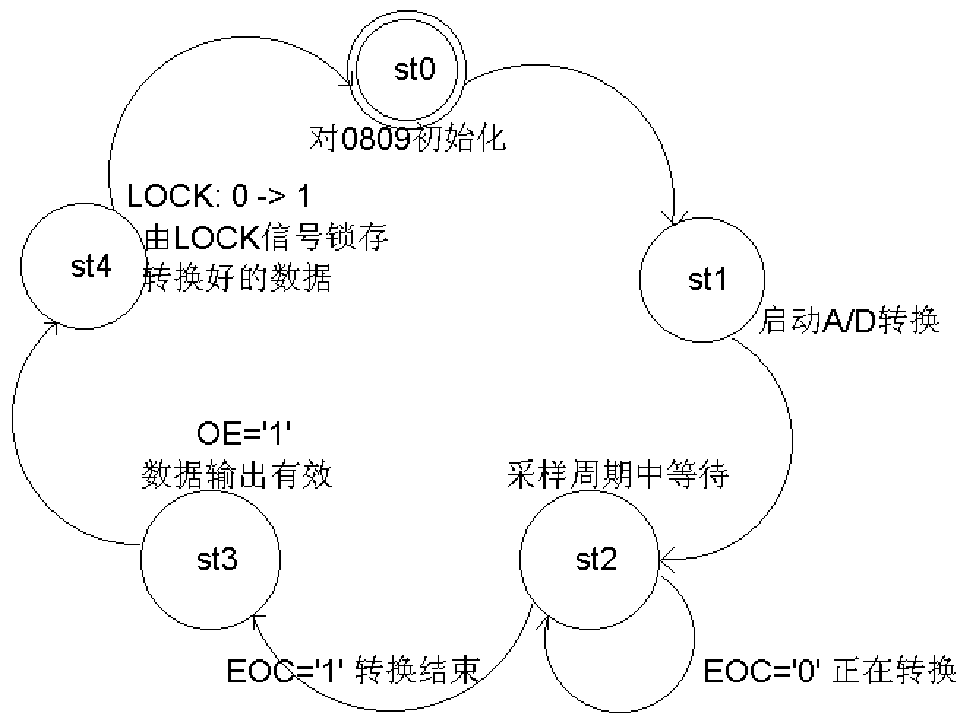 st0
对0809初始化
LOCK: 0 -> 1
由LOCK信号锁存
转换好的数据
st4
st1
启动A/D转换
OE='1'
数据输出有效
采样周期中等待
st3
st2
EOC='1' 转换结束
EOC='0' 正在转换